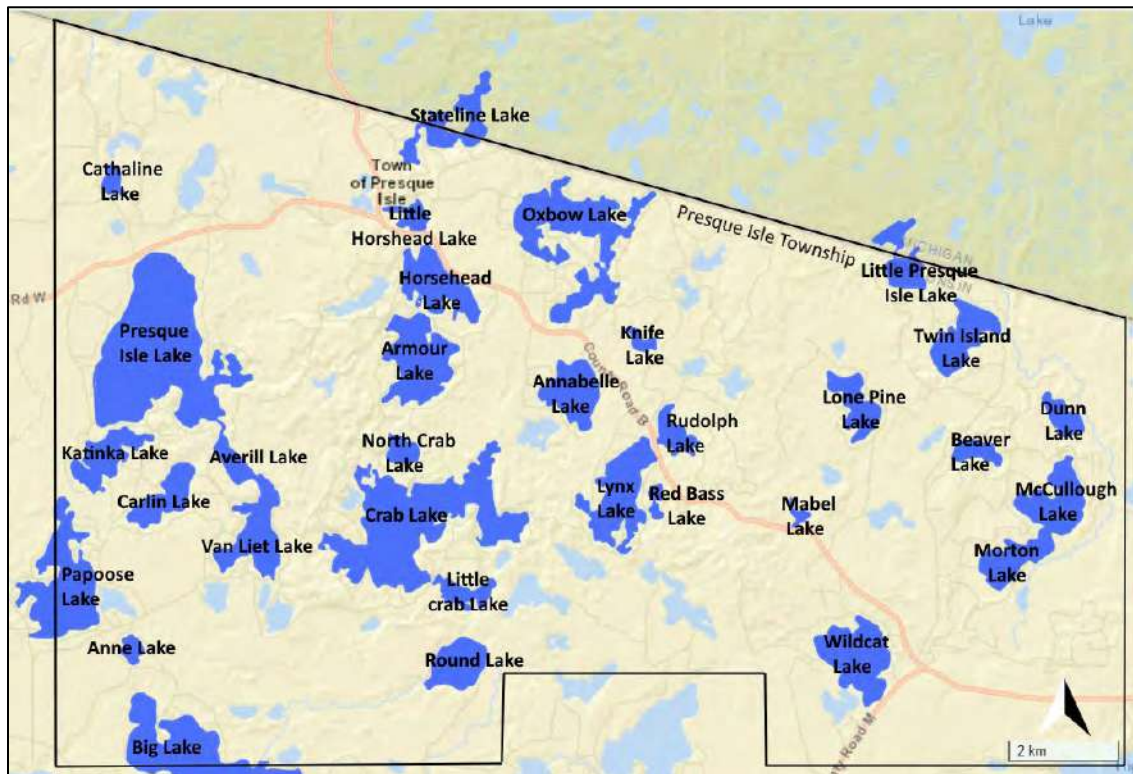 Lake
Stateline Lake
Cathaline
Lake
Town
of Presque
Isle
Little
Horshead Lake
Oxbow Lake
Presque Isle Township
MICHIGAN
Little Presque
Isle Lake
Horsehead
Lake
Rd W
Presque
Isle Lake
Armour
Lake
Knife
Lake
Twin Island
Lake
County Road B
Annabelle
Lake
Lone Pine
Lake
Dunn
Lake
Rudolph
Lake
North Crab
Lake
Beaver
Lake
Katinka Lake
Averill Lake
Carlin Lake
Lynx
Lake
Red Bass
Lake
Mabel
Lake
McCullough
Lake
Crab Lake
Van Liet Lake
Morton
Lake
Papoose
Lake
Little
crab Lake
Anne Lake
Round Lake
Wildcat
Lake
Big Lake
Road M
2 km